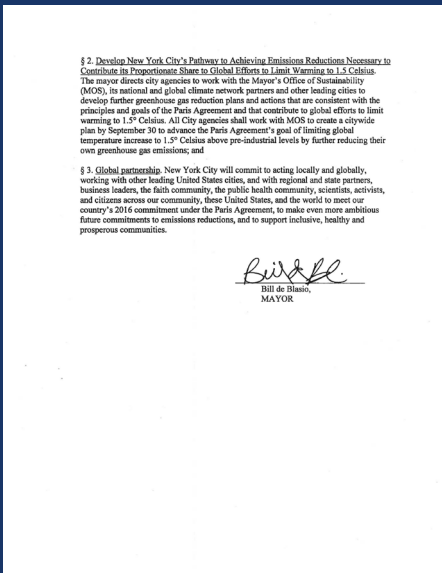 § 2. Develop New York City's Pathway to Achieving Emissions Reductions Necessary to
Contribute its Proportionate Share to Global Efforts to Limit Warming to 1.5 Celsius.
The mayor directs city agencies to work with the Mayor's Office of Sustainability
(MOS), its national and global climate network partners and other leading cities to
develop further greenhouse gas reduction plans and actions that are consistent with the
principles and goals of the Paris Agreement and that contribute to global efforts to limit
warming to 1.5° Celsius. All City agencies shall work with MOS to create a citywide
plan by September 30 to advance the Paris Agreement's goal of limiting global
temperature increase to 1.5° Celsius above pre-industrial levels by further reducing their
own greenhouse gas emissions; and
§ 3. Global partnership. New York City will commit to acting locally and globally,
working with other leading United States cities, and with regional and state partners,
business leaders, the faith community, the public health community, scientists, activists,
and citizens across our community, these United States, and the world to meet our
country's 2016 commitment under the Paris Agreement, to make even more ambitious
future commitments to emissions reductions, and to support inclusive, healthy and
prosperous communities.
Bill de Blasio,
MAYOR